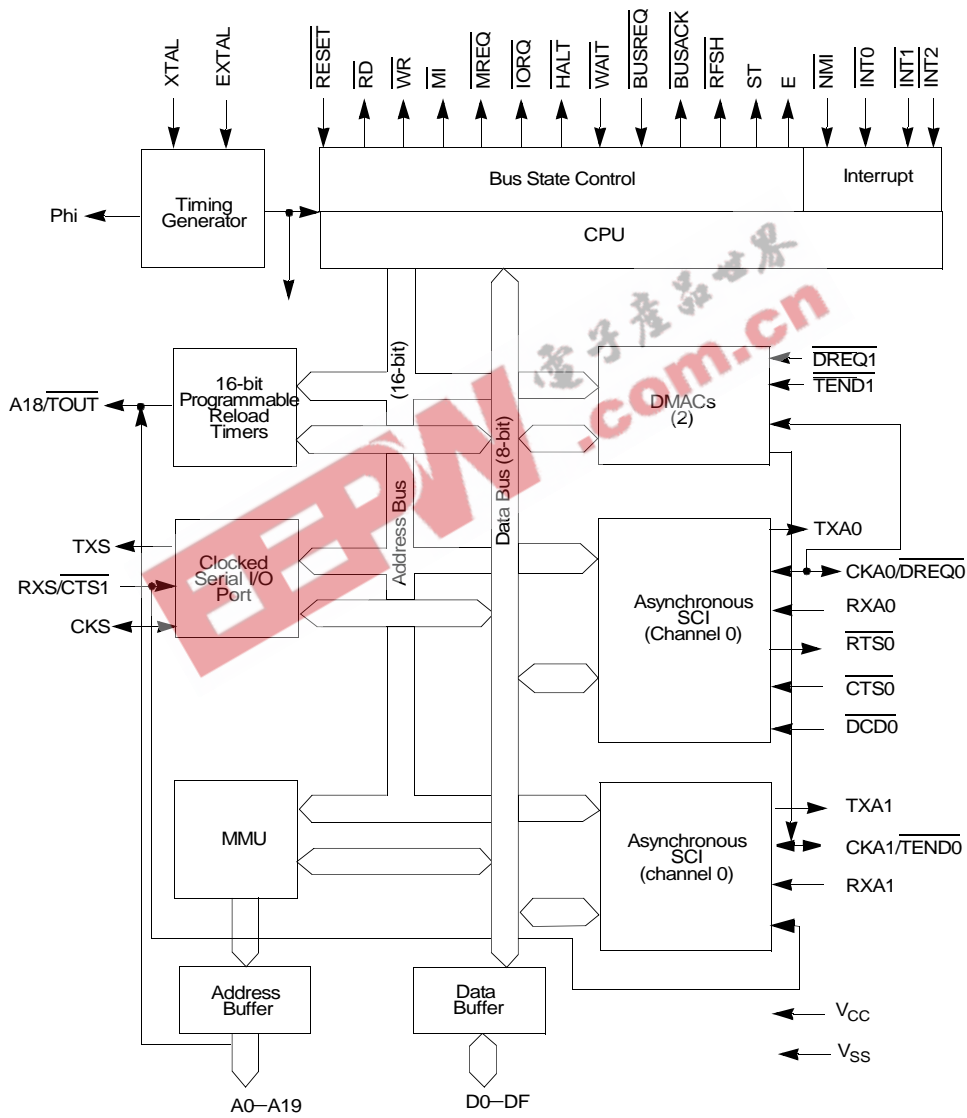 XTAL
EXTAL
RESET
RD
WR
MI
MREQ
IORQ
HALT
WAIT
BUSREQ
BUSACK
RFSH
ST
E
NMI
INT0
INT1
INT2
Timing
Generator
Phi
Bus State Control
Interrupt
CPU
電子產品世界
.com.cn
EEPW
16-bit
Programmable
Reload
Timers
A18/TOUT
(16-bit)
Address Bus
Data Bus (8-bit)
DMACs
(2)
DREQ1
TEND1
TXS
RXS/CTS1
CKS
Clocked
Serial I/O
Port
Asynchronous
SCI
(Channel 0)
TXA0
CKA0/DREQ0
RXA0
RTS0
CTS0
DCD0
MMU
Asynchronous
SCI
(channel 0)
TXA1
CKA1/TEND0
RXA1
Address
Buffer
Data
Buffer
VCC
VSS
A0–A19
D0–DF